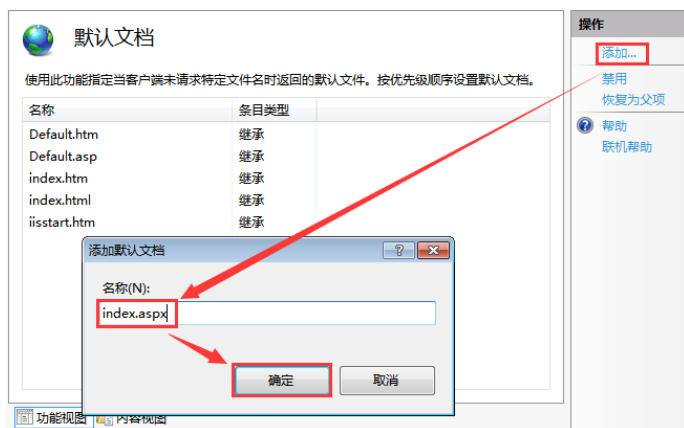 默认文档
使用此功能指定当客户端未请求特定文件名时返回的默认文件。按优先级顺序设置默认文档。
名称 条目类型
Default.htm 继承
Default.asp 继承
index.htm 继承
index.html 继承
iisstart.htm 继承
添加默认文档
名称(N):
index.aspx
确定 取消
功能视图 内容视图
操作
添加...
禁用
恢复为父项
帮助
联机帮助